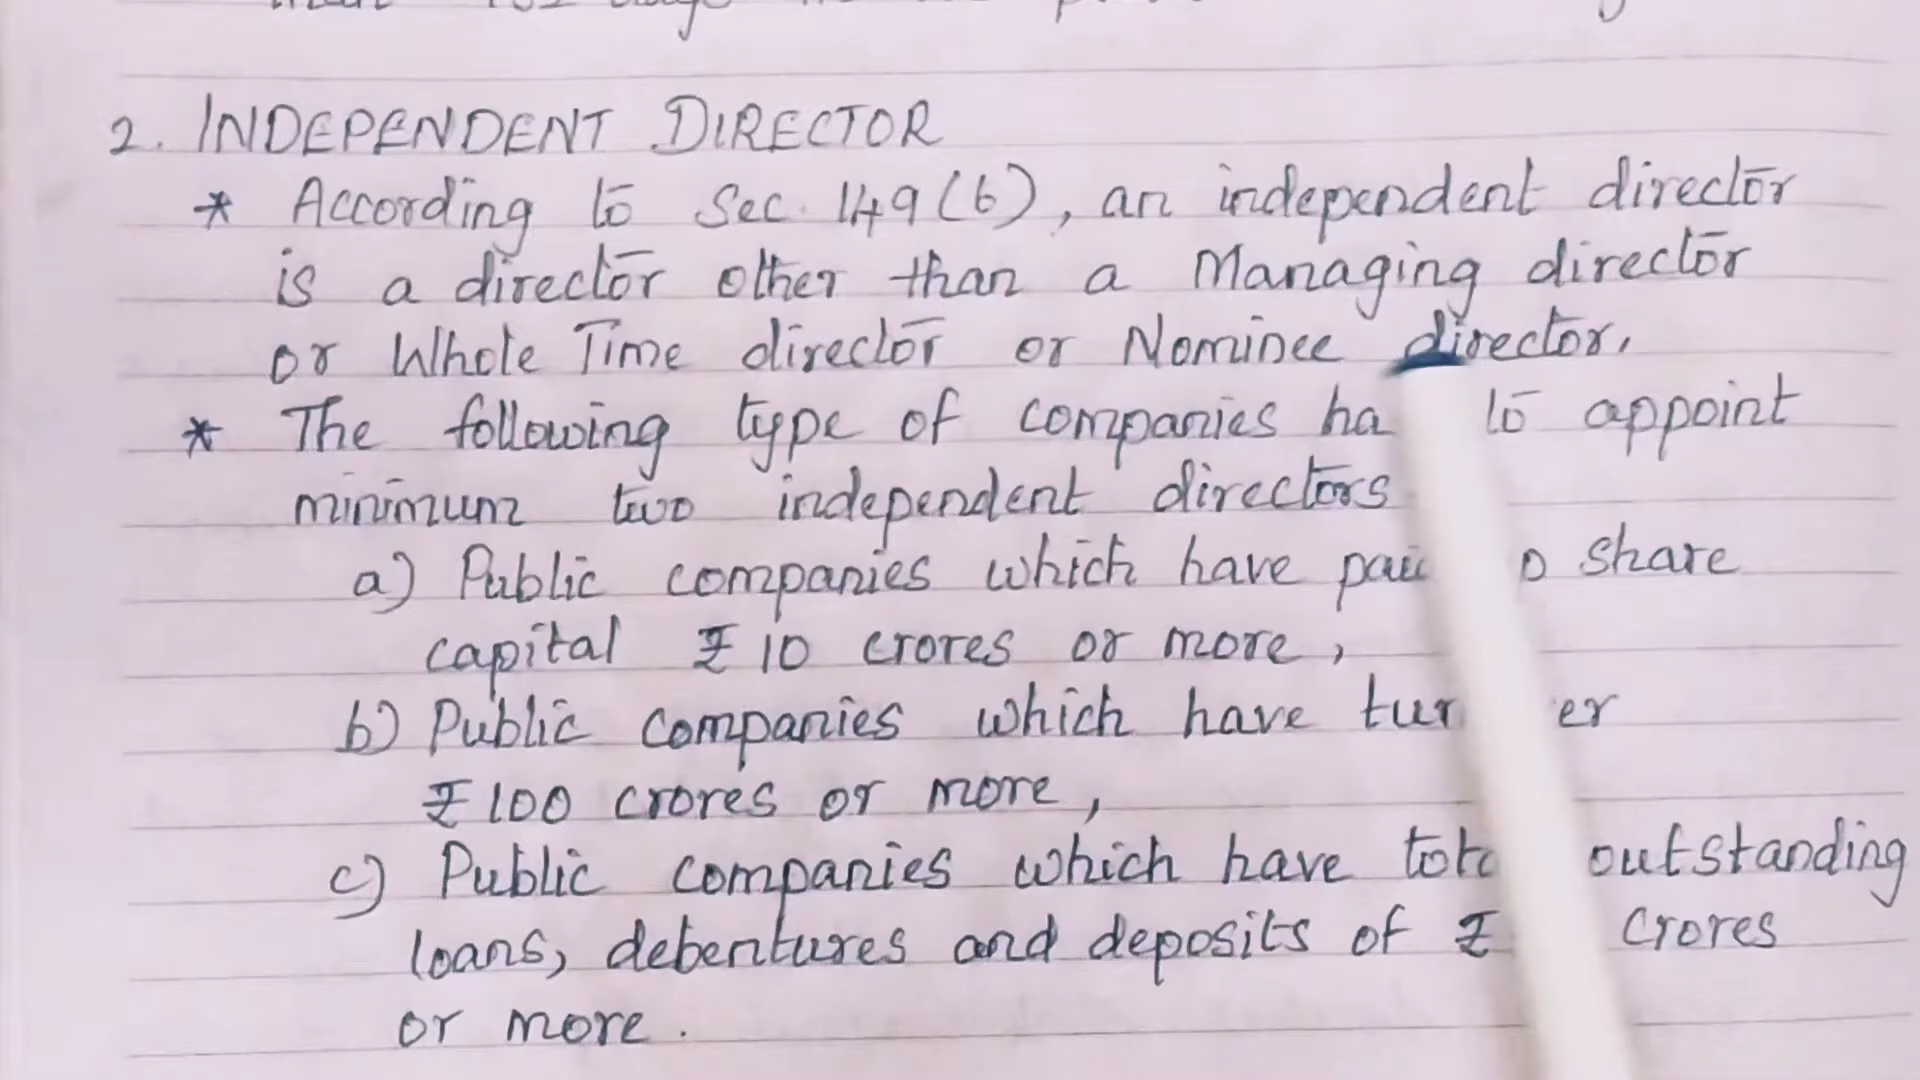 2. INDEPENDENT DIRECTOR
* According to Sec. 149(6), an independent director
is a director other than a Managing director
or Whole Time director or Nominee director.
* The following type of companies ha to appoint
minimum two independent directors
a) Public companies which have pai share
capital ₹ 10 crores or more,
b) Public companies which have tur er
₹ 100 crores or more,
c) Public companies which have tot outstanding
loans, debentures and deposits of ₹ crores
or more.